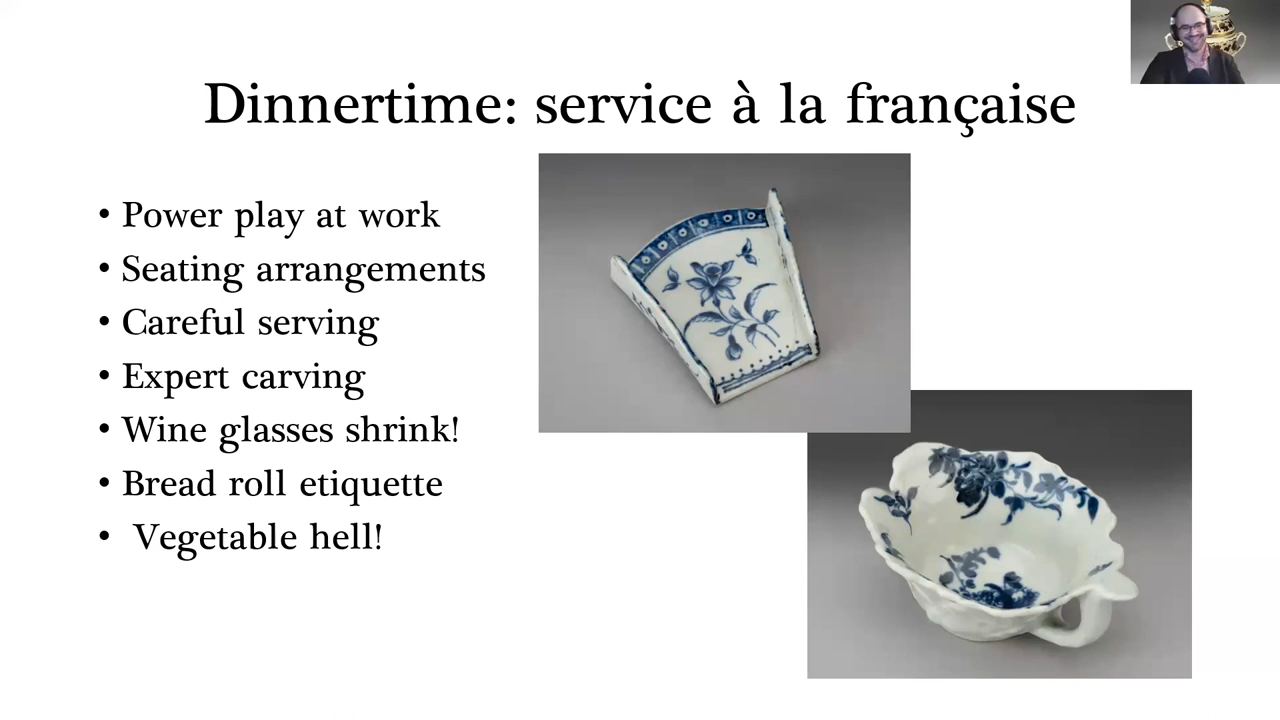 Dinnertime: service à la française
• Power play at work
• Seating arrangements
• Careful serving
• Expert carving
• Wine glasses shrink!
• Bread roll etiquette
• Vegetable hell!